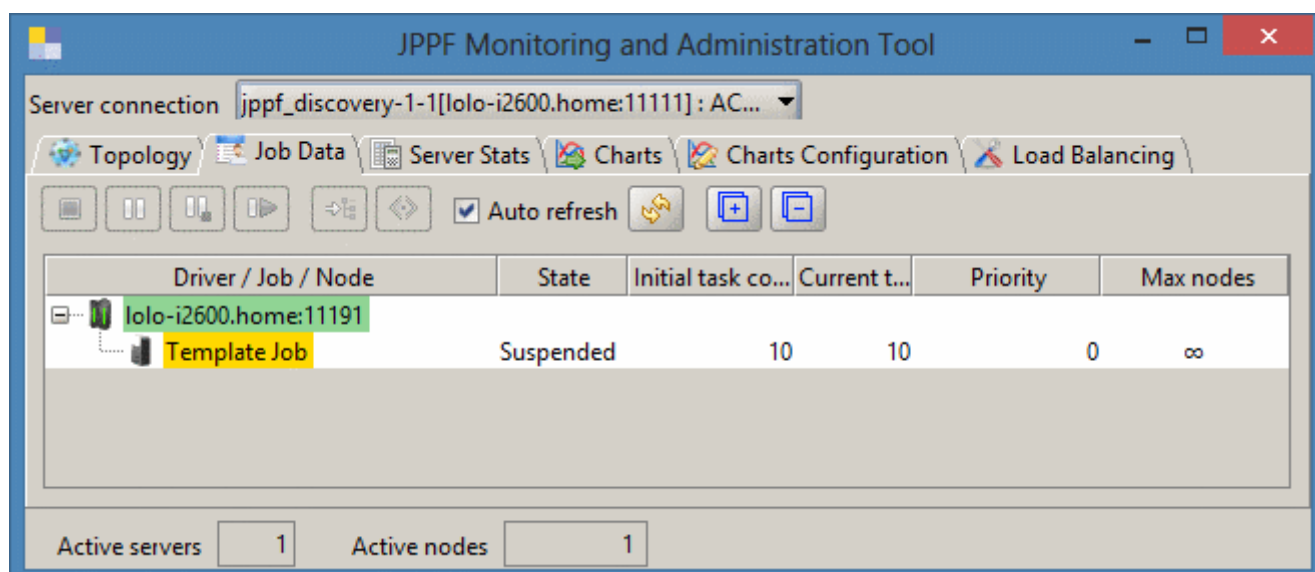 JPPF Monitoring and Administration Tool
Server connection jppf_discovery-1-1[lolo-i2600.home:11111] : AC...
Topology Job Data Server Stats Charts Charts Configuration Load Balancing
Auto refresh
Driver / Job / Node State Initial task co... Current t... Priority Max nodes
lolo-i2600.home:11191
Template Job Suspended 10 10 0 ∞
Active servers 1 Active nodes 1